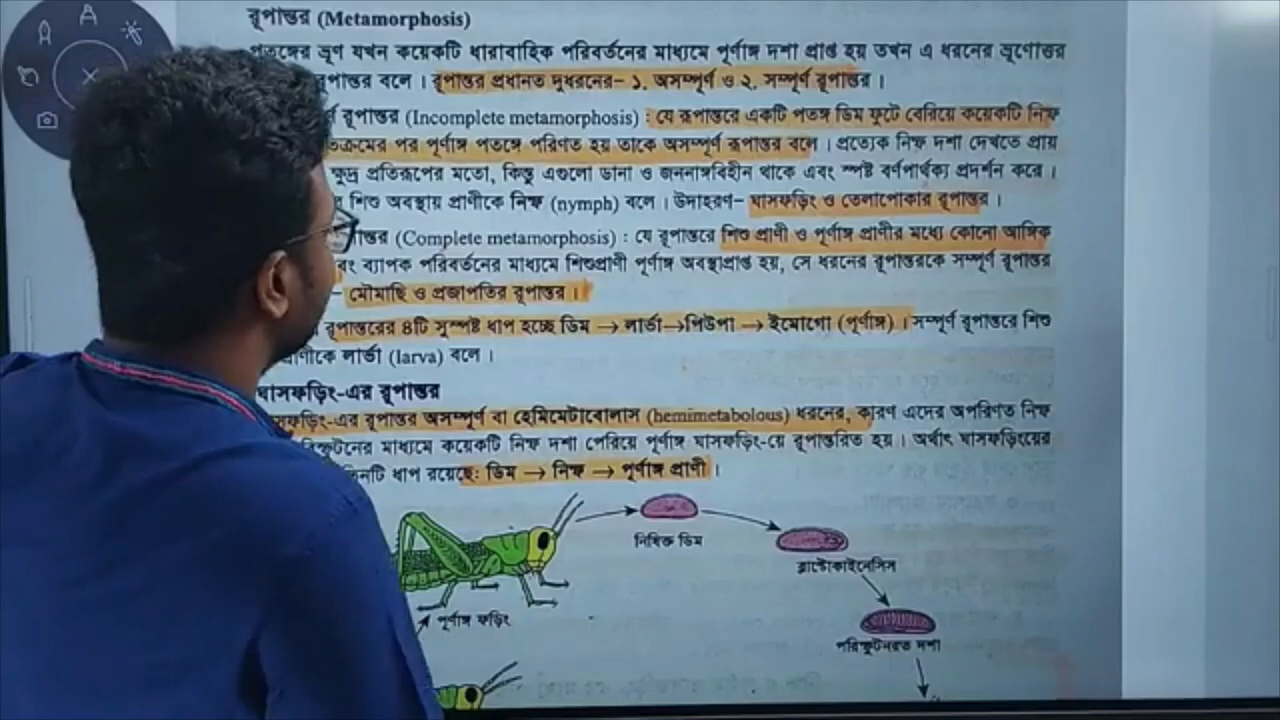 রূপান্তর (Metamorphosis)
পতঙ্গের ভ্রূণ যখন কয়েকটি ধারাবাহিক পরিবর্তনের মাধ্যমে পূর্ণাঙ্গ দশা প্রাপ্ত হয় তখন এ ধরনের ভ্রূণোত্তর
রূপান্তর বলে । রূপান্তর প্রধানত দুধরনের– ১. অসম্পূর্ণ ও ২. সম্পূর্ণ রূপান্তর ।
রূপান্তর (Incomplete metamorphosis) : যে রূপান্তরে একটি পতঙ্গ ডিম ফুটে বেরিয়ে কয়েকটি নিম্ফ
পর পূর্ণাঙ্গ পতঙ্গে পরিণত হয় তাকে অসম্পূর্ণ রূপান্তর বলে । প্রত্যেক নিম্ফ দশা দেখতে প্রায়
ক্ষুদ্র প্রতিরূপের মতো, কিন্তু এগুলো ডানা ও জননাঙ্গবিহীন থাকে এবং স্পষ্ট বর্ণপার্থক্য প্রদর্শন করে ।
শিশু অবস্থায় প্রাণীকে নিম্ফ (nymph) বলে । উদাহরণ– ঘাসফড়িং ও তেলাপোকার রূপান্তর ।
(Complete metamorphosis) : যে রূপান্তরে শিশু প্রাণী ও পূর্ণাঙ্গ প্রাণীর মধ্যে কোনো আঙ্গিক
ব্যাপক পরিবর্তনের মাধ্যমে শিশুপ্রাণী পূর্ণাঙ্গ অবস্থাপ্রাপ্ত হয়, সে ধরনের রূপান্তরকে সম্পূর্ণ রূপান্তর
– মৌমাছি ও প্রজাপতির রূপান্তর ।
রূপান্তরের ৪টি সুস্পষ্ট ধাপ হচ্ছে ডিম → লার্ভা→পিউপা → ইমোগো (পূর্ণাঙ্গ) । সম্পূর্ণ রূপান্তরে শিশু
লার্ভা (larva) বলে ।
ঘাসফড়িং-এর রূপান্তর
রূপান্তর অসম্পূর্ণ বা হেমিমেটাবোলাস (hemimetabolous) ধরনের, কারণ এদের অপরিণত নিম্ফ
মাধ্যমে কয়েকটি নিম্ফ দশা পেরিয়ে পূর্ণাঙ্গ ঘাসফড়িং-য়ে রূপান্তরিত হয় । অর্থাৎ ঘাসফড়িংয়ের
ধাপ রয়েছে: ডিম → নিম্ফ → পূর্ণাঙ্গ প্রাণী ।
নিষিক্ত ডিম
ব্লাস্টোকাইনেসিস
পূর্ণাঙ্গ ফড়িং
পরিস্ফুটনরত দশা